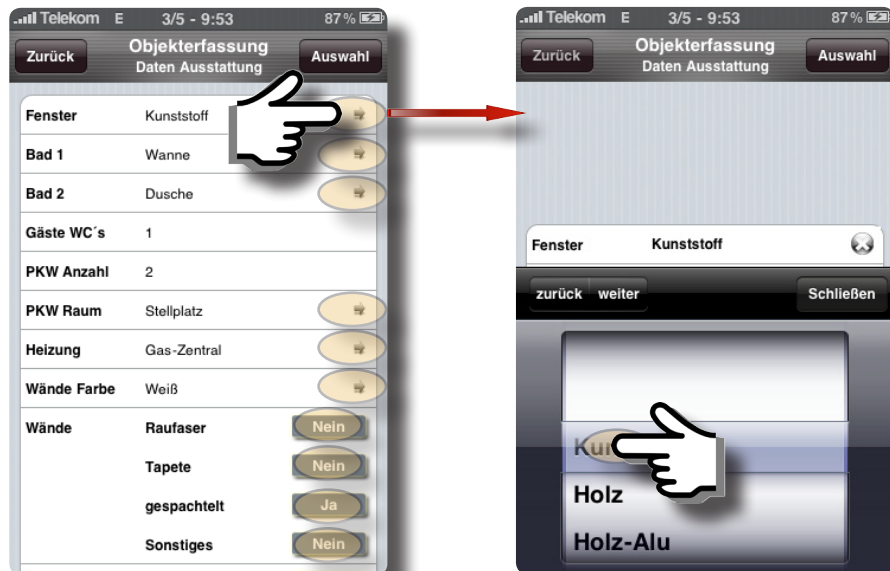 Telekom E 3/5 - 9:53 87%
Zurück Objekterfassung Auswahl
Daten Ausstattung
Fenster Kunststoff
Bad 1 Wanne
Bad 2 Dusche
Gäste WC´s 1
PKW Anzahl 2
PKW Raum Stellplatz
Heizung Gas-Zentral
Wände Farbe Weiß
Wände Raufaser Nein
Tapete Nein
gespachtelt Ja
Sonstiges Nein
Telekom E 3/5 - 9:53 87%
Zurück Objekterfassung Auswahl
Daten Ausstattung
Fenster Kunststoff
zurück weiter Schließen
Holz
Holz-Alu